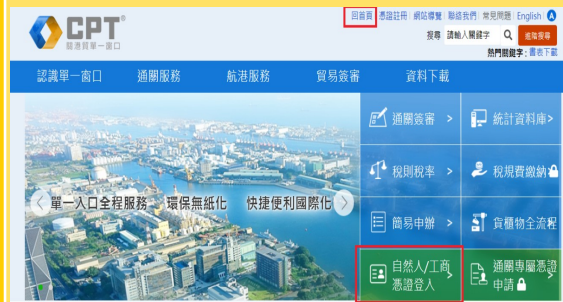 回首頁 憑證註冊 網站導覽 聯絡我們 常見問題 English A
CPT®
關港貿單一窗口
搜尋 請輸入關鍵字 進階搜尋
熱門關鍵字：書表下載
認識單一窗口 通關服務 航港服務 貿易簽審 資料下載
單一入口全程服務 環保無紙化 快捷便利國際化
通關簽審 >
統計資料庫>
稅則稅率 >
稅規費繳納
簡易申辦 >
貨櫃物全流程
自然人/工商
憑證登入 >
通關專屬憑證
申請 >